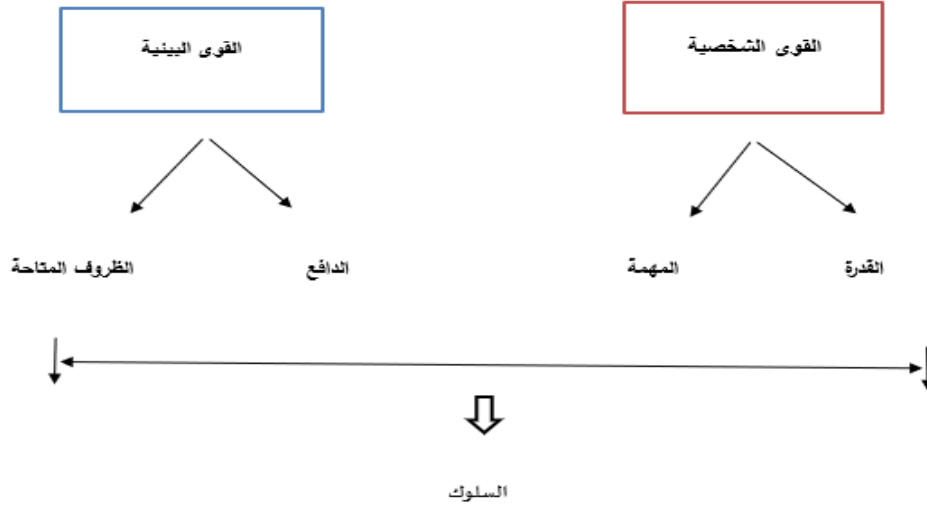 القوى الشخصية
القوى البيئية
القدرة
المهمة
الدافع
الظروف المتاحة
السلوك